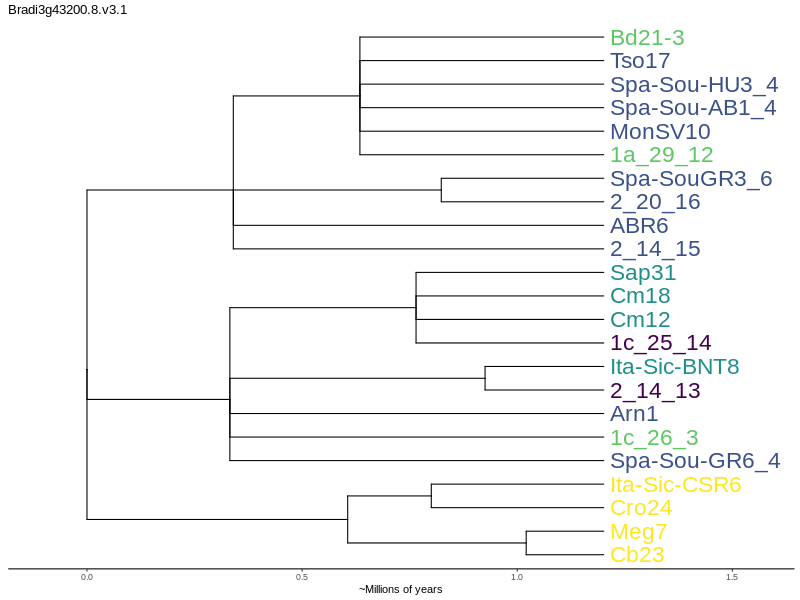 Bradi3g43200.8.v3.1
Bd21-3
Tso17
Spa-Sou-HU3_4
Spa-Sou-AB1_4
MonSV10
1a_29_12
Spa-SouGR3_6
2_20_16
ABR6
2_14_15
Sap31
Cm18
Cm12
1c_25_14
Ita-Sic-BNT8
2_14_13
Arn1
1c_26_3
Spa-Sou-GR6_4
Ita-Sic-CSR6
Cro24
Meg7
Cb23
0.0 0.5 1.0 1.5
~Millions of years